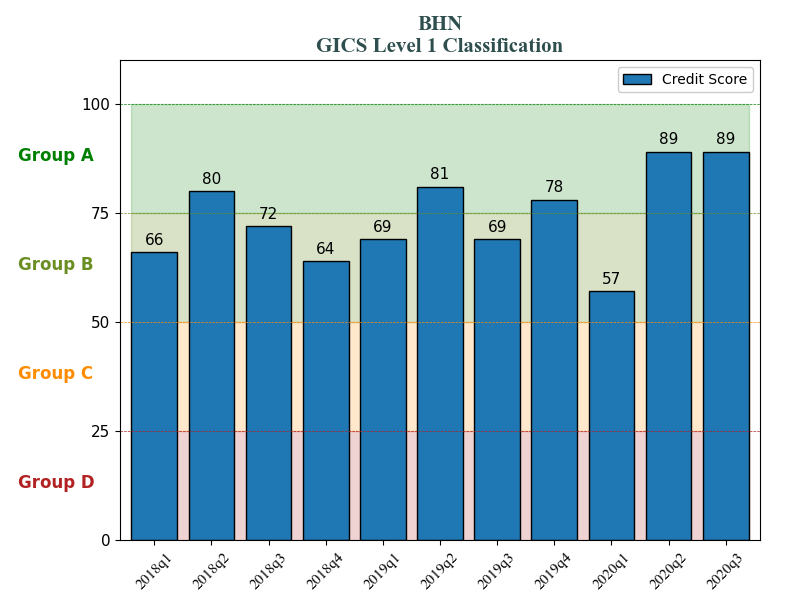 BHN
GICS Level 1 Classification
Credit Score
100
Group A
75
Group B
50
Group C
25
Group D
0
66
80
72
64
69
81
69
78
57
89
89
2018q1
2018q2
2018q3
2018q4
2019q1
2019q2
2019q3
2019q4
2020q1
2020q2
2020q3